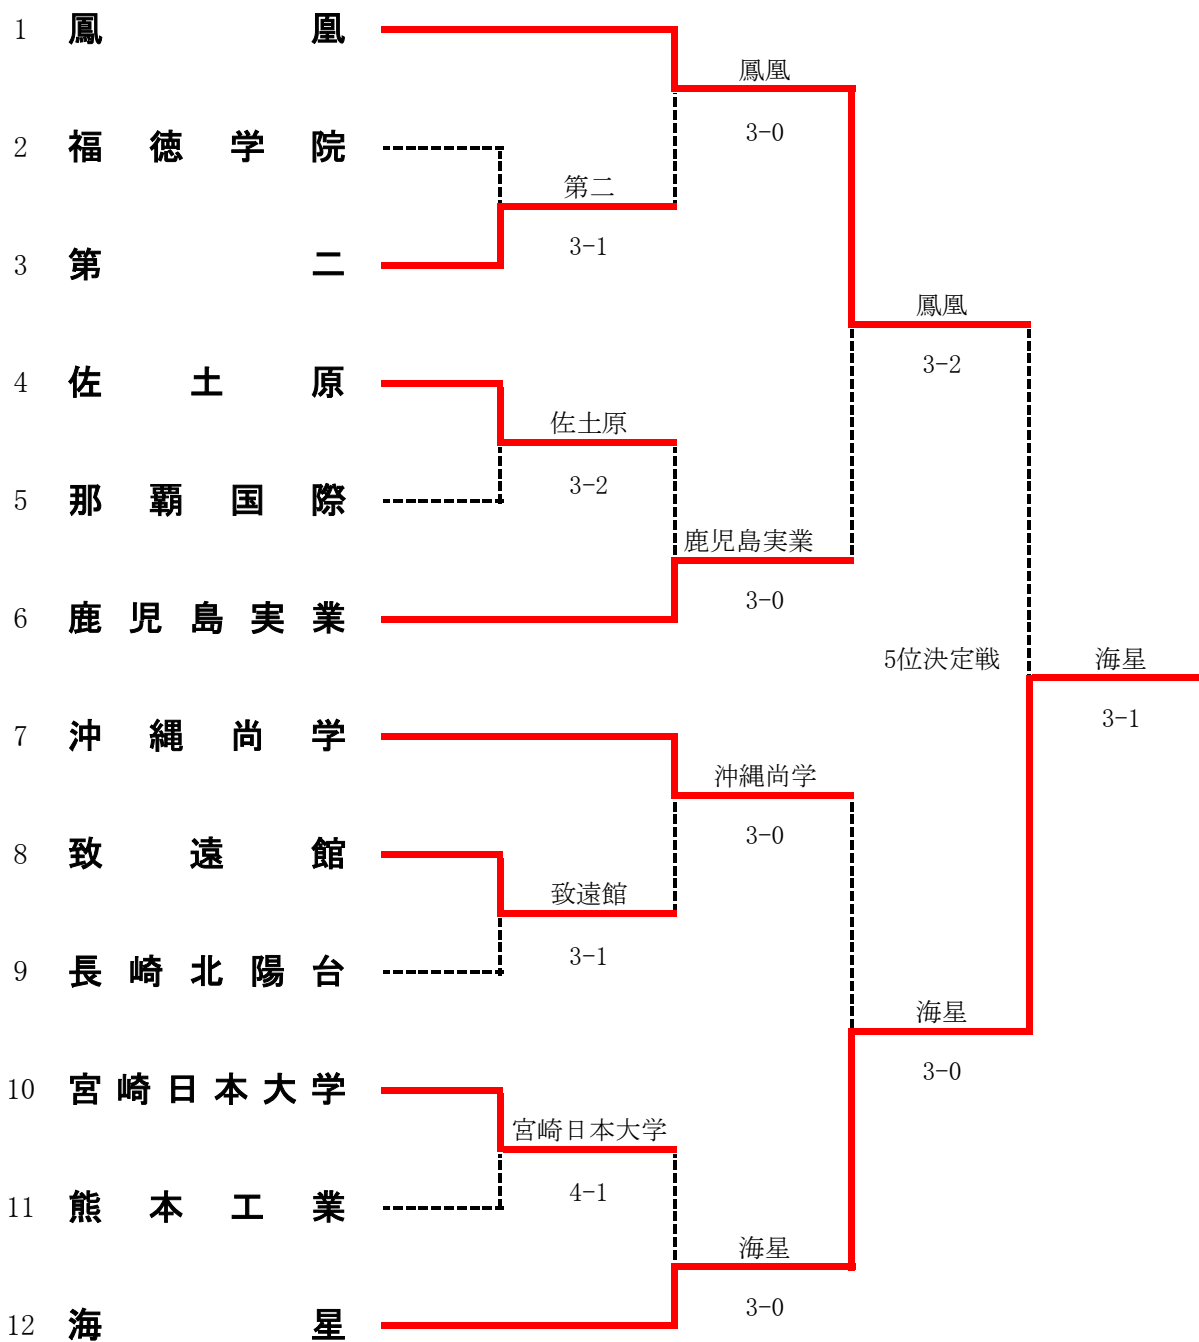 1 鳳凰
鳳凰
3-0
2 福徳学院
第二
3-1
3 第二
鳳凰
3-2
4 佐土原
佐土原
3-2
5 那覇国際
鹿児島実業
3-0
6 鹿児島実業
5位決定戦
海星
3-1
7 沖縄尚学
沖縄尚学
3-0
8 致遠館
致遠館
3-1
9 長崎北陽台
海星
3-0
10 宮崎日本大学
宮崎日本大学
4-1
11 熊本工業
海星
3-0
12 海星